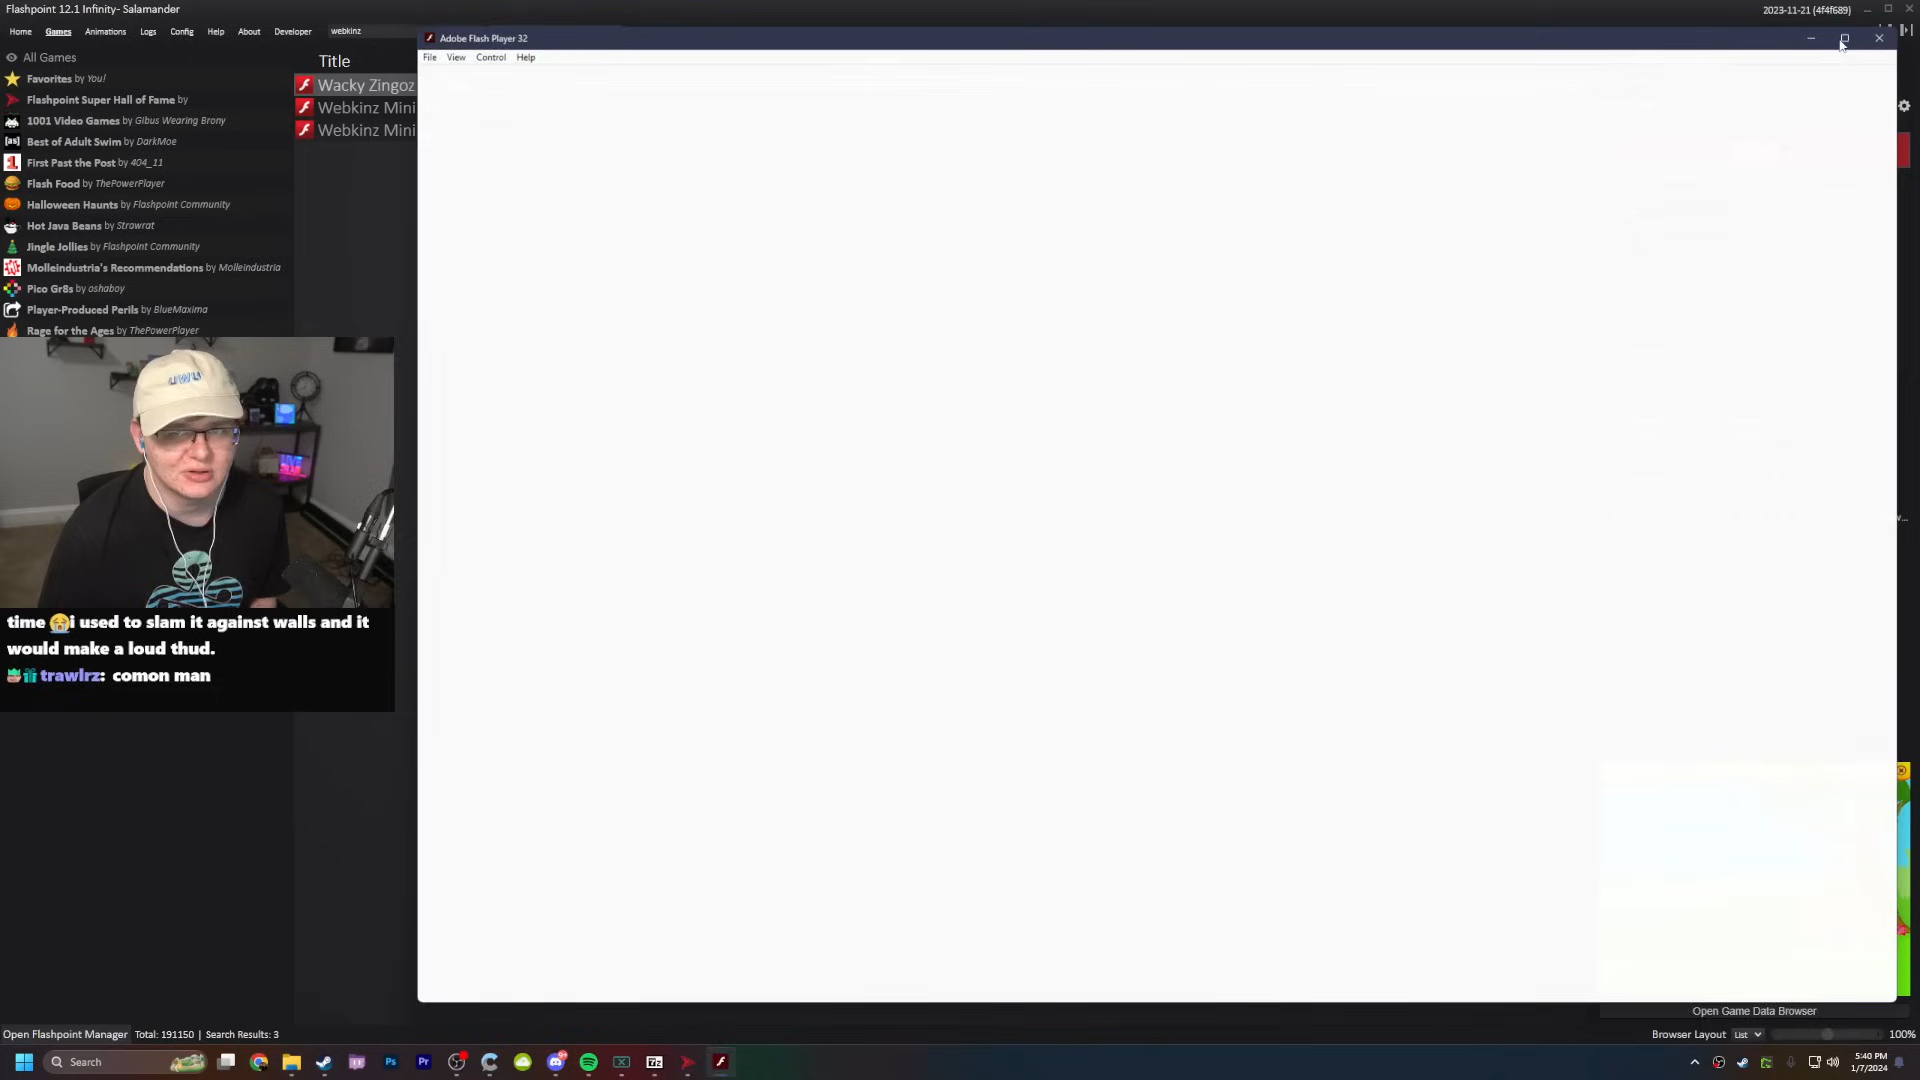 Flashpoint 12.1 Infinity- Salamander
2023-11-21 (4f4f689)
Home Games Animations Logs Config Help About Developer webkinz
Adobe Flash Player 32
File View Control Help
All Games
Favorites by You!
Flashpoint Super Hall of Fame by
1001 Video Games by Gibus Wearing Brony
[as] Best of Adult Swim by DarkMoe
1 First Past the Post by 404_11
Flash Food by ThePowerPlayer
Halloween Haunts by Flashpoint Community
Hot Java Beans by Strawrat
Jingle Jollies by Flashpoint Community
Molleindustria's Recommendations by Molleindustria
Pico Gr8s by oshaboy
Player-Produced Perils by BlueMaxima
Rage for the Ages by ThePowerPlayer
Title
Wacky Zingoz
Webkinz Mini
Webkinz Mini
UWU
time 😭i used to slam it against walls and it
would make a loud thud.
trawlrz: comon man
Open Game Data Browser
Open Flashpoint Manager Total: 191150 | Search Results: 3
Browser Layout List 100%
Search
Ps
Pr
7z
5:40 PM
1/7/2024